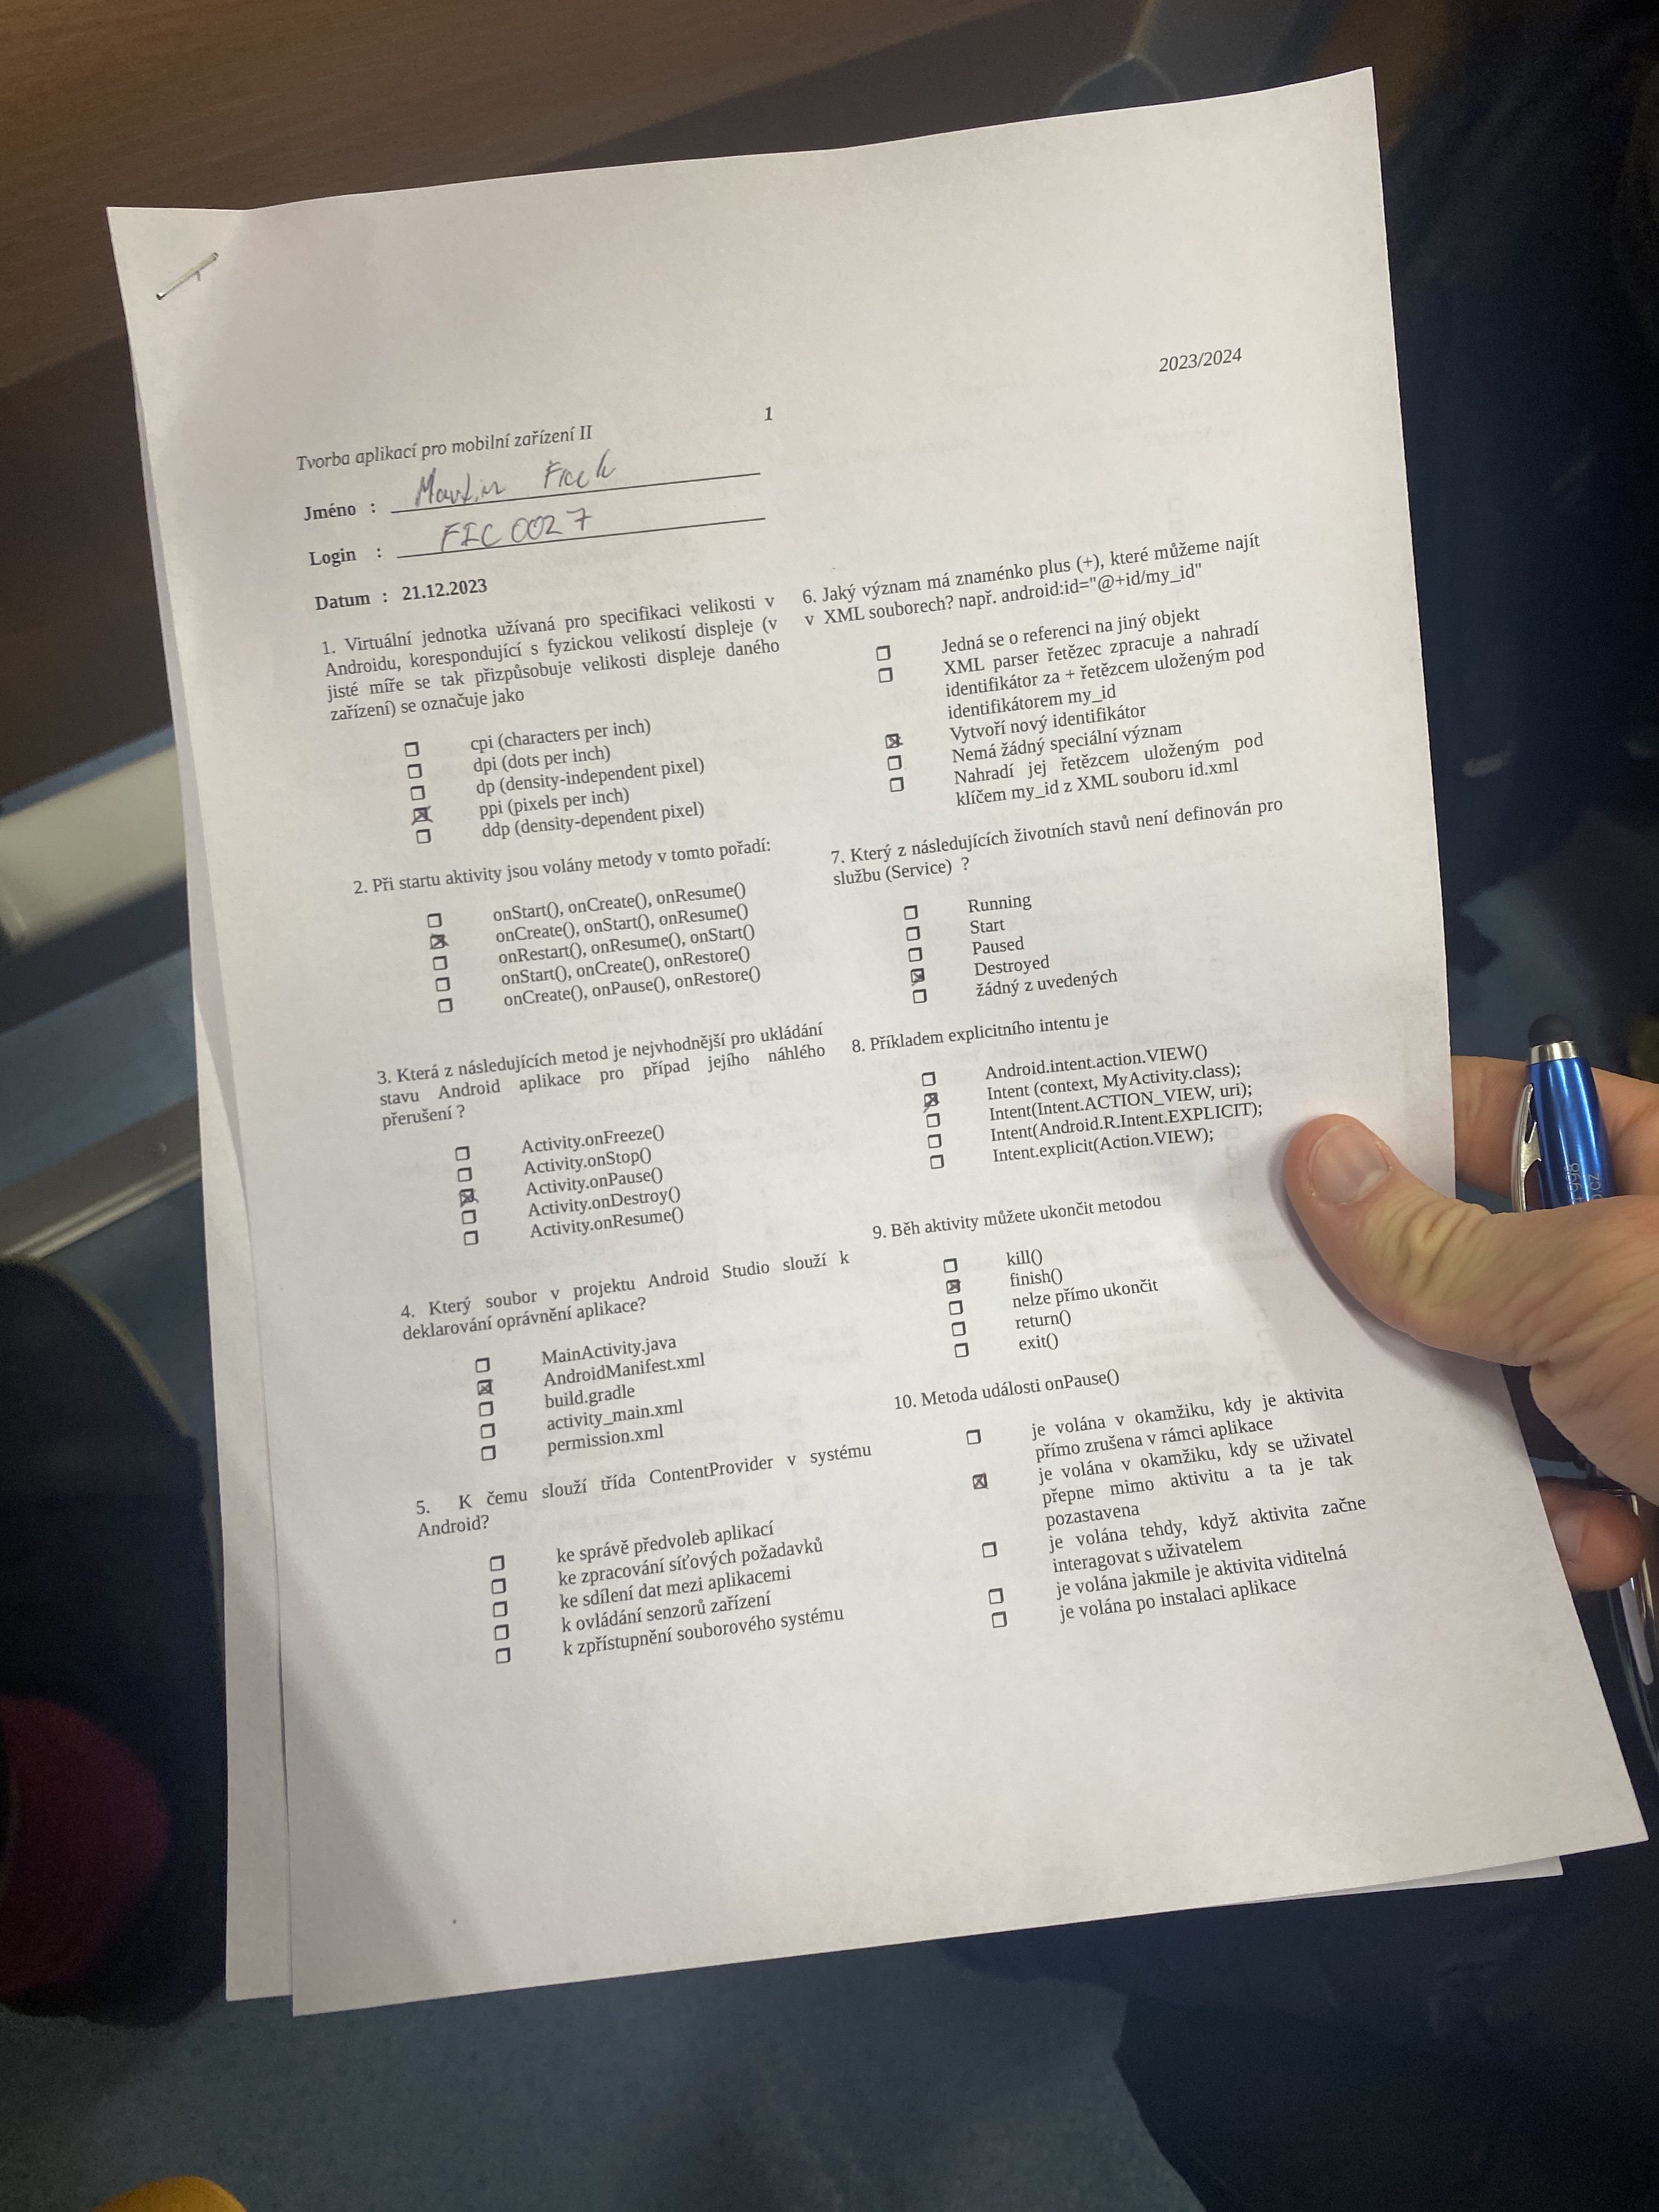 2023/2024
1
Tvorba aplikací pro mobilní zařízení II
Jméno : Martin
Login : FIC0027
Datum : 21.12.2023
1. Virtuální jednotka užívaná pro specifikaci velikosti v
Androidu, korespondující s fyzickou velikostí displeje (v
jisté míře se tak přizpůsobuje velikosti displeje daného
zařízení) se označuje jako
cpi (characters per inch)
dpi (dots per inch)
dp (density-independent pixel)
ppi (pixels per inch)
ddp (density-dependent pixel)
2. Při startu aktivity jsou volány metody v tomto pořadí:
onStart(), onCreate(), onResume()
onCreate(), onStart(), onResume()
onRestart(), onResume(), onStart()
onStart(), onCreate(), onRestore()
onCreate(), onPause(), onRestore()
3. Která z následujících metod je nejvhodnější pro ukládání
stavu Android aplikace pro případ jejího náhlého
přerušení ?
Activity.onFreeze()
Activity.onStop()
Activity.onPause()
Activity.onDestroy()
Activity.onResume()
4. Který soubor v projektu Android Studio slouží k
deklarování oprávnění aplikace?
MainActivity.java
AndroidManifest.xml
build.gradle
activity_main.xml
permission.xml
5. K čemu slouží třída ContentProvider v systému
Android?
ke správě předvoleb aplikací
ke zpracování síťových požadavků
ke sdílení dat mezi aplikacemi
k ovládání senzorů zařízení
k zpřístupnění souborového systému
6. Jaký význam má znaménko plus (+), které můžeme najít
v XML souborech? např. android:id="@+id/my_id"
Jedná se o referenci na jiný objekt
XML parser řetězec zpracuje a nahradí
identifikátor za + řetězcem uloženým pod
identifikátorem my_id
Vytvoří nový identifikátor
Nemá žádný speciální význam
Nahradí jej řetězcem uloženým pod
klíčem my_id z XML souboru id.xml
7. Který z následujících životních stavů není definován pro
službu (Service) ?
Running
Start
Paused
Destroyed
žádný z uvedených
8. Příkladem explicitního intentu je
Android.intent.action.VIEW()
Intent (context, MyActivity.class);
Intent(Intent.ACTION_VIEW, uri);
Intent(Android.R.Intent.EXPLICIT);
Intent.explicit(Action.VIEW);
9. Běh aktivity můžete ukončit metodou
kill()
finish()
nelze přímo ukončit
return()
exit()
10. Metoda události onPause()
je volána v okamžiku, kdy je aktivita
přímo zrušena v rámci aplikace
je volána v okamžiku, kdy se uživatel
přepne mimo aktivitu a ta je tak
pozastavena
je volána tehdy, když aktivita začne
interagovat s uživatelem
je volána jakmile je aktivita viditelná
je volána po instalaci aplikace